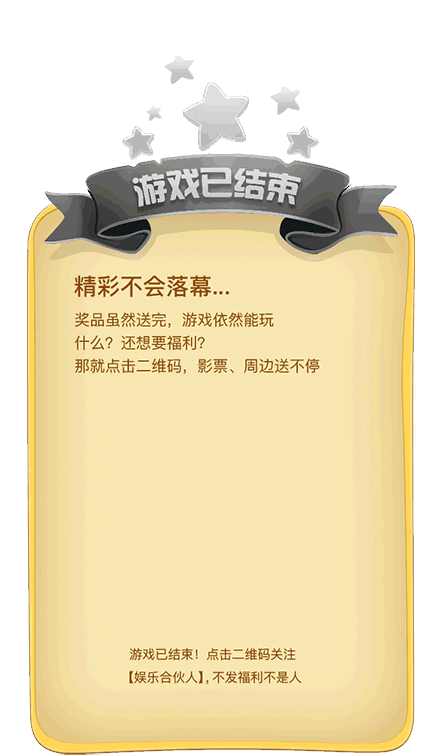 游戏已结束
精彩不会落幕...
奖品虽然送完，游戏依然能玩
什么？还想要福利？
那就点击二维码，影票、周边送不停
游戏已结束！点击二维码关注
【娱乐合伙人】，不发福利不是人